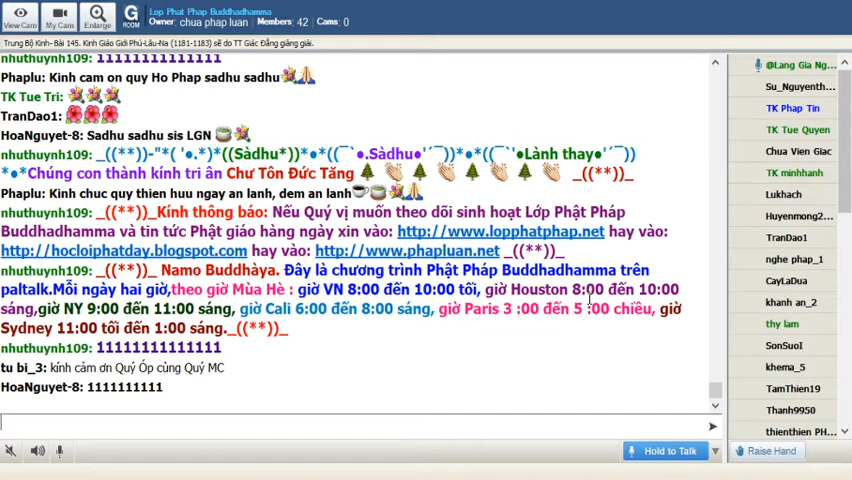 View Cam
My Cam
Enlarge
G
ROOM
Lop Phat Phap Buddhadhamma
Owner: chua phap luan Members: 42 Cams: 0
Trung Bộ Kinh- Bài 145. Kinh Giáo Giới Phú-Lâu-Na (1181-1183) sẽ do TT Giác Đẳng giảng giải.
nhuthuynh109: 1111111111111
Phaplu: Kinh cam on quy Ho Phap sadhu sadhu
TK Tue Tri:
TranDao1:
HoaNguyet-8: Sadhu sadhu sis LGN
nhuthuynh109: _((**))-"*( '●.*)*((Sàdhu*))*●*((¯`●.Sàdhu●'´¯))*●*((¯`'●Lành thay●'´¯))
*●*Chúng con thành kính tri ân Chư Tôn Đức Tăng _((**))_
Phaplu: Kinh chuc quy thien huu ngay an lanh, dem an lanh
nhuthuynh109: _((**))_Kính thông báo: Nếu Quý vị muốn theo dõi sinh hoạt Lớp Phật Pháp
Buddhadhamma và tin tức Phật giáo hàng ngày xin vào: http://www.lopphatphap.net hay vào:
http://hocloiphatday.blogspot.com hay vào: http://www.phapluan.net _((**))_
nhuthuynh109: _((**))_ Namo Buddhàya. Đây là chương trình Phật Pháp Buddhadhamma trên
paltalk.Mỗi ngày hai giờ,theo giờ Mùa Hè : giờ VN 8:00 đến 10:00 tối, giờ Houston 8:00 đến 10:00
sáng,giờ NY 9:00 đến 11:00 sáng, giờ Cali 6:00 đến 8:00 sáng, giờ Paris 3 :00 đến 5 :00 chiều, giờ
Sydney 11:00 tối đến 1:00 sáng._((**))_
nhuthuynh109: 1111111111111
tu bi_3: kính cảm ơn Quý Óp cùng Quý MC
HoaNguyet-8: 1111111111
@Lang Gia Ng...
Su_Nguyenth...
TK Phap Tin
TK Tue Quyen
Chua Vien Giac
TK minhhanh
Lukhach
Huyenmong2...
TranDao1
nghe phap_1
CayLaDua
khanh an_2
thy lam
SonSuoI
khema_5
TamThien19
Thanh9950
thienthien PH...
Hold to Talk
Raise Hand